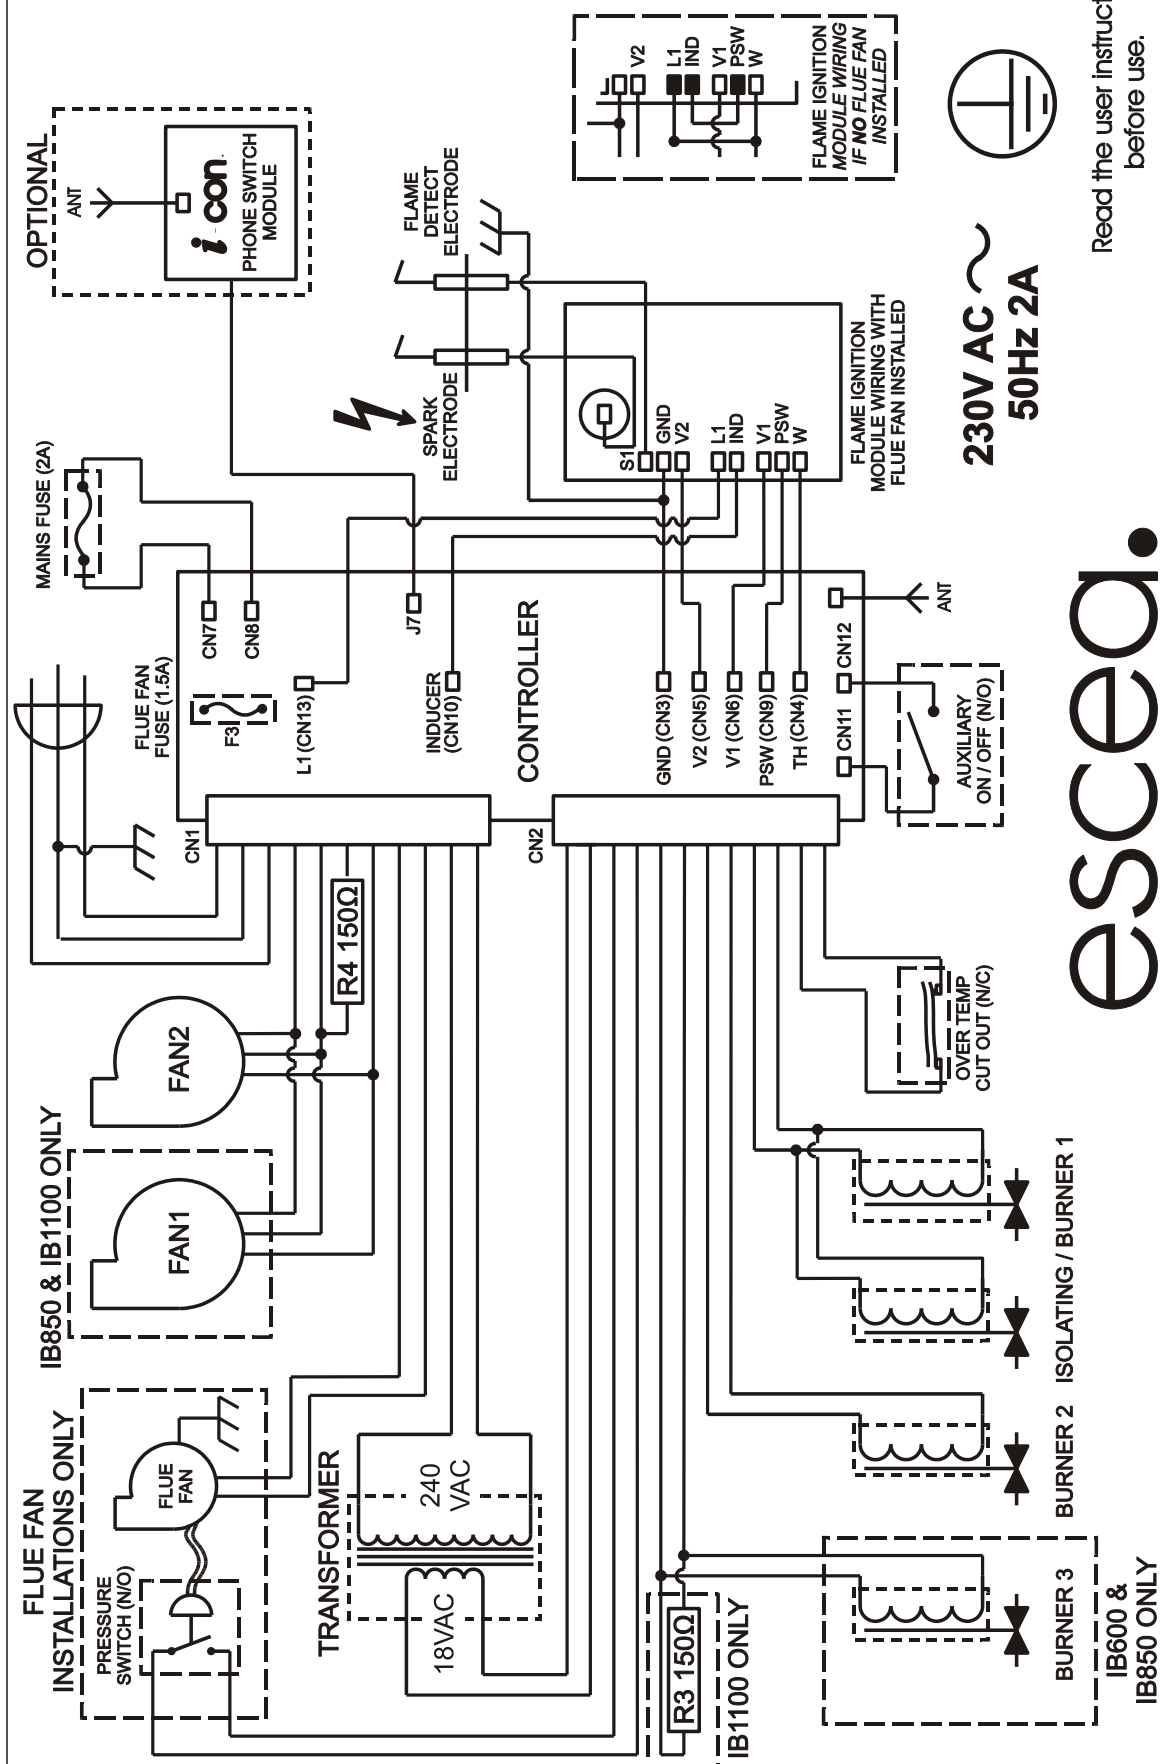 OPTIONAL
ANT
i con
PHONE SWITCH
MODULE
MAINS FUSE (2A)
FLAME
DETECT
ELECTRODE
SPARK
ELECTRODE
V2
L1
IND
V1
PSW
W
FLAME IGNITION
MODULE WIRING
IF NO FLUE FAN
INSTALLED
S1
GND
V2
L1
IND
V1
PSW
W
FLAME IGNITION
MODULE WIRING WITH
FLUE FAN INSTALLED
230V AC
50Hz 2A
Read the user instruct
before use.
escea.
FLUE FAN
FUSE (1.5A)
F3
CN7
CN8
J7
L1 (CN13)
INDUCER
(CN10)
CONTROLLER
GND (CN3)
V2 (CN5)
V1 (CN6)
PSW (CN9)
TH (CN4)
CN11
CN12
ANT
AUXILIARY
ON / OFF (N/O)
CN1
CN2
R4 150Ω
FAN2
FAN1
IB850 & IB1100 ONLY
OVER TEMP
CUT OUT (N/C)
FLUE FAN
INSTALLATIONS ONLY
FLUE
FAN
PRESSURE
SWITCH (N/O)
TRANSFORMER
240
VAC
18VAC
R3 150Ω
IB1100 ONLY
ISOLATING / BURNER 1
BURNER 2
BURNER 3
IB600 &
IB850 ONLY